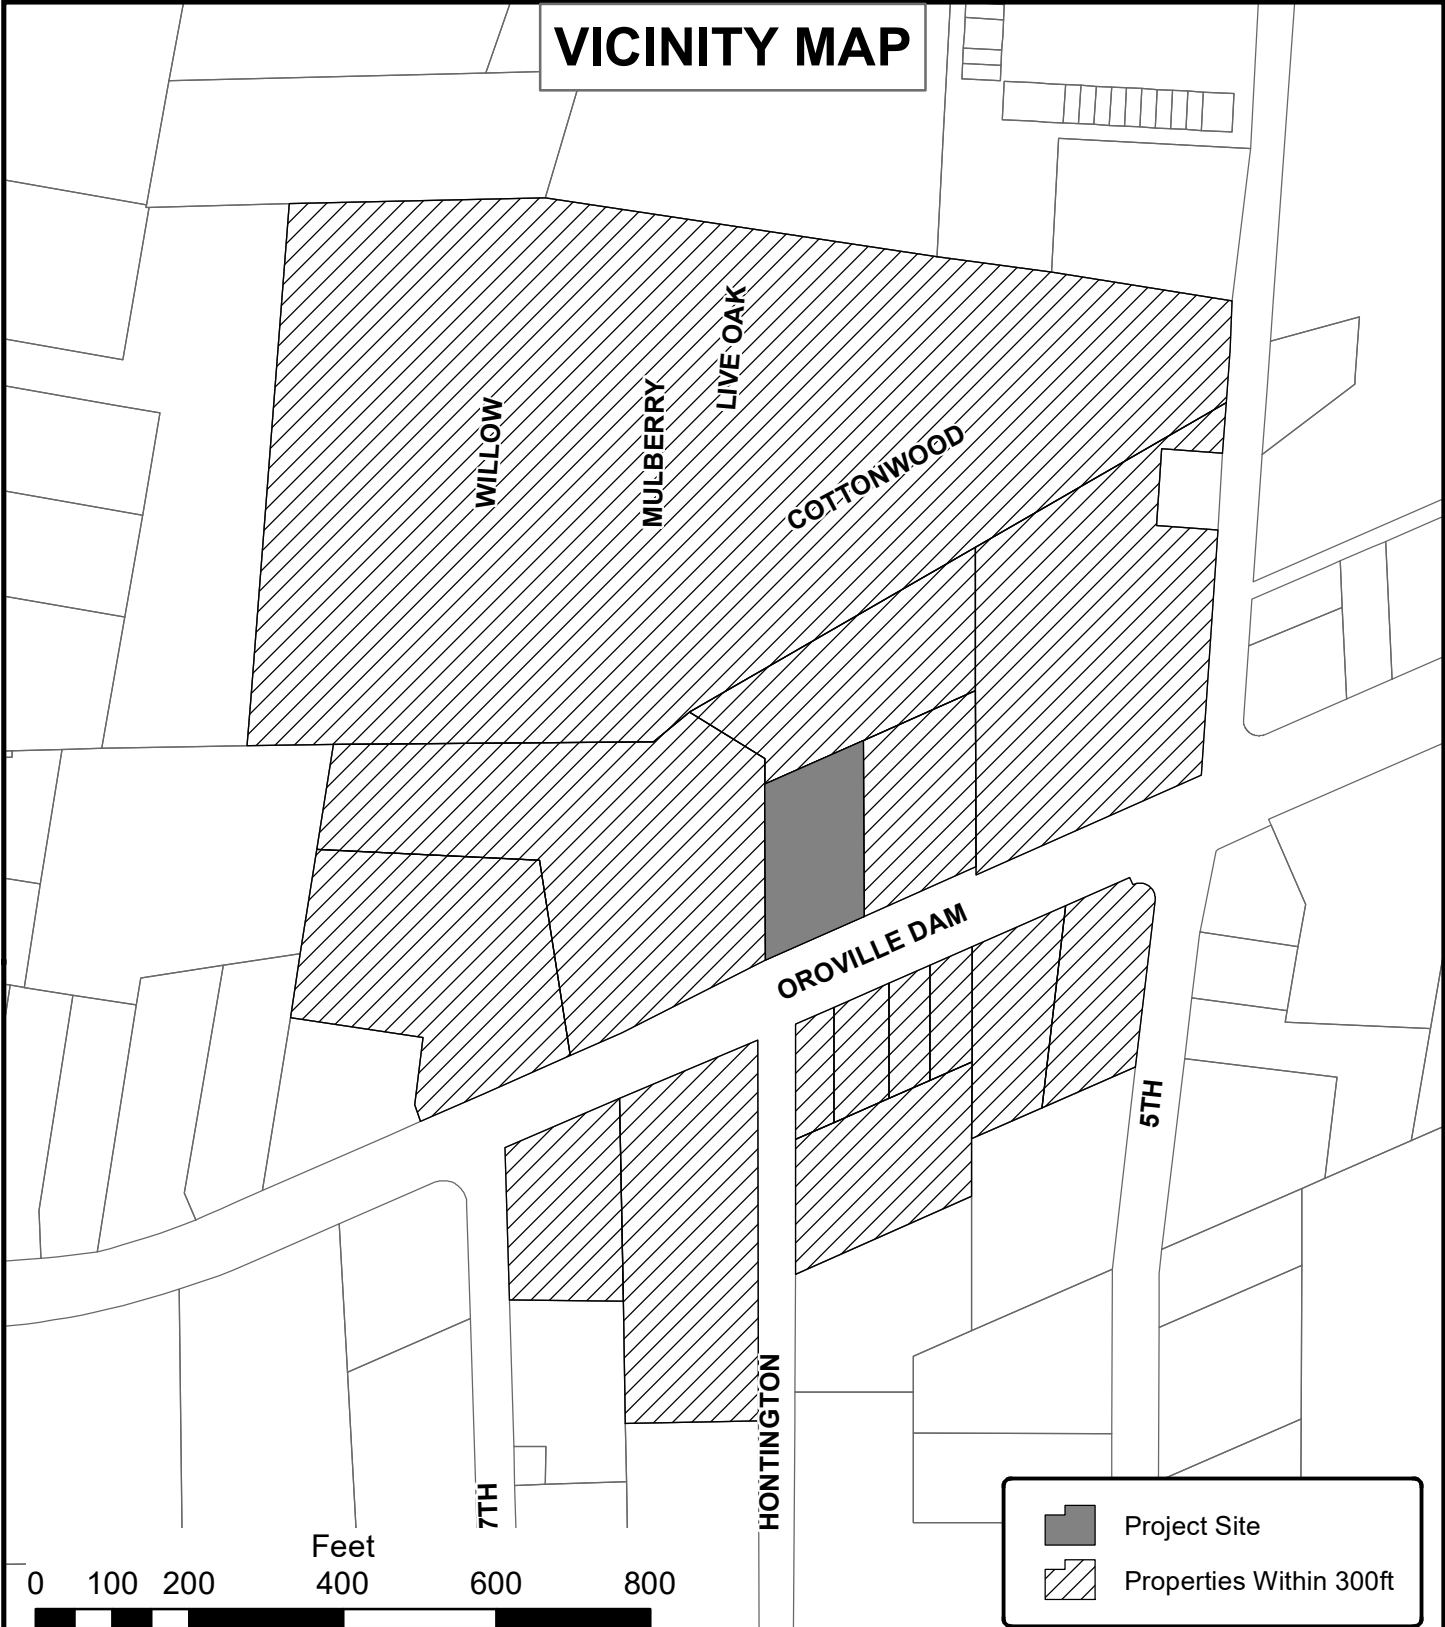 VICINITY MAP
LIVE OAK
MULBERRY
WILLOW
COTTONWOOD
OROVILLE DAM
5TH
HONTINGTON
7TH
Project Site
Properties Within 300ft
Feet
0 100 200 400 600 800